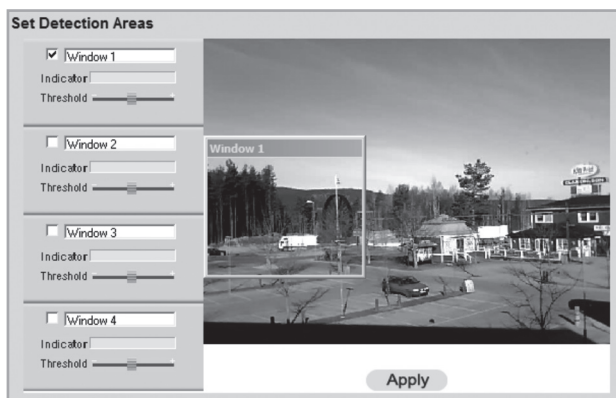 Set Detection Areas
Window 1
Indicator
Threshold
Window 2
Indicator
Threshold
Window 3
Indicator
Threshold
Window 4
Indicator
Threshold
Window 1
Apply